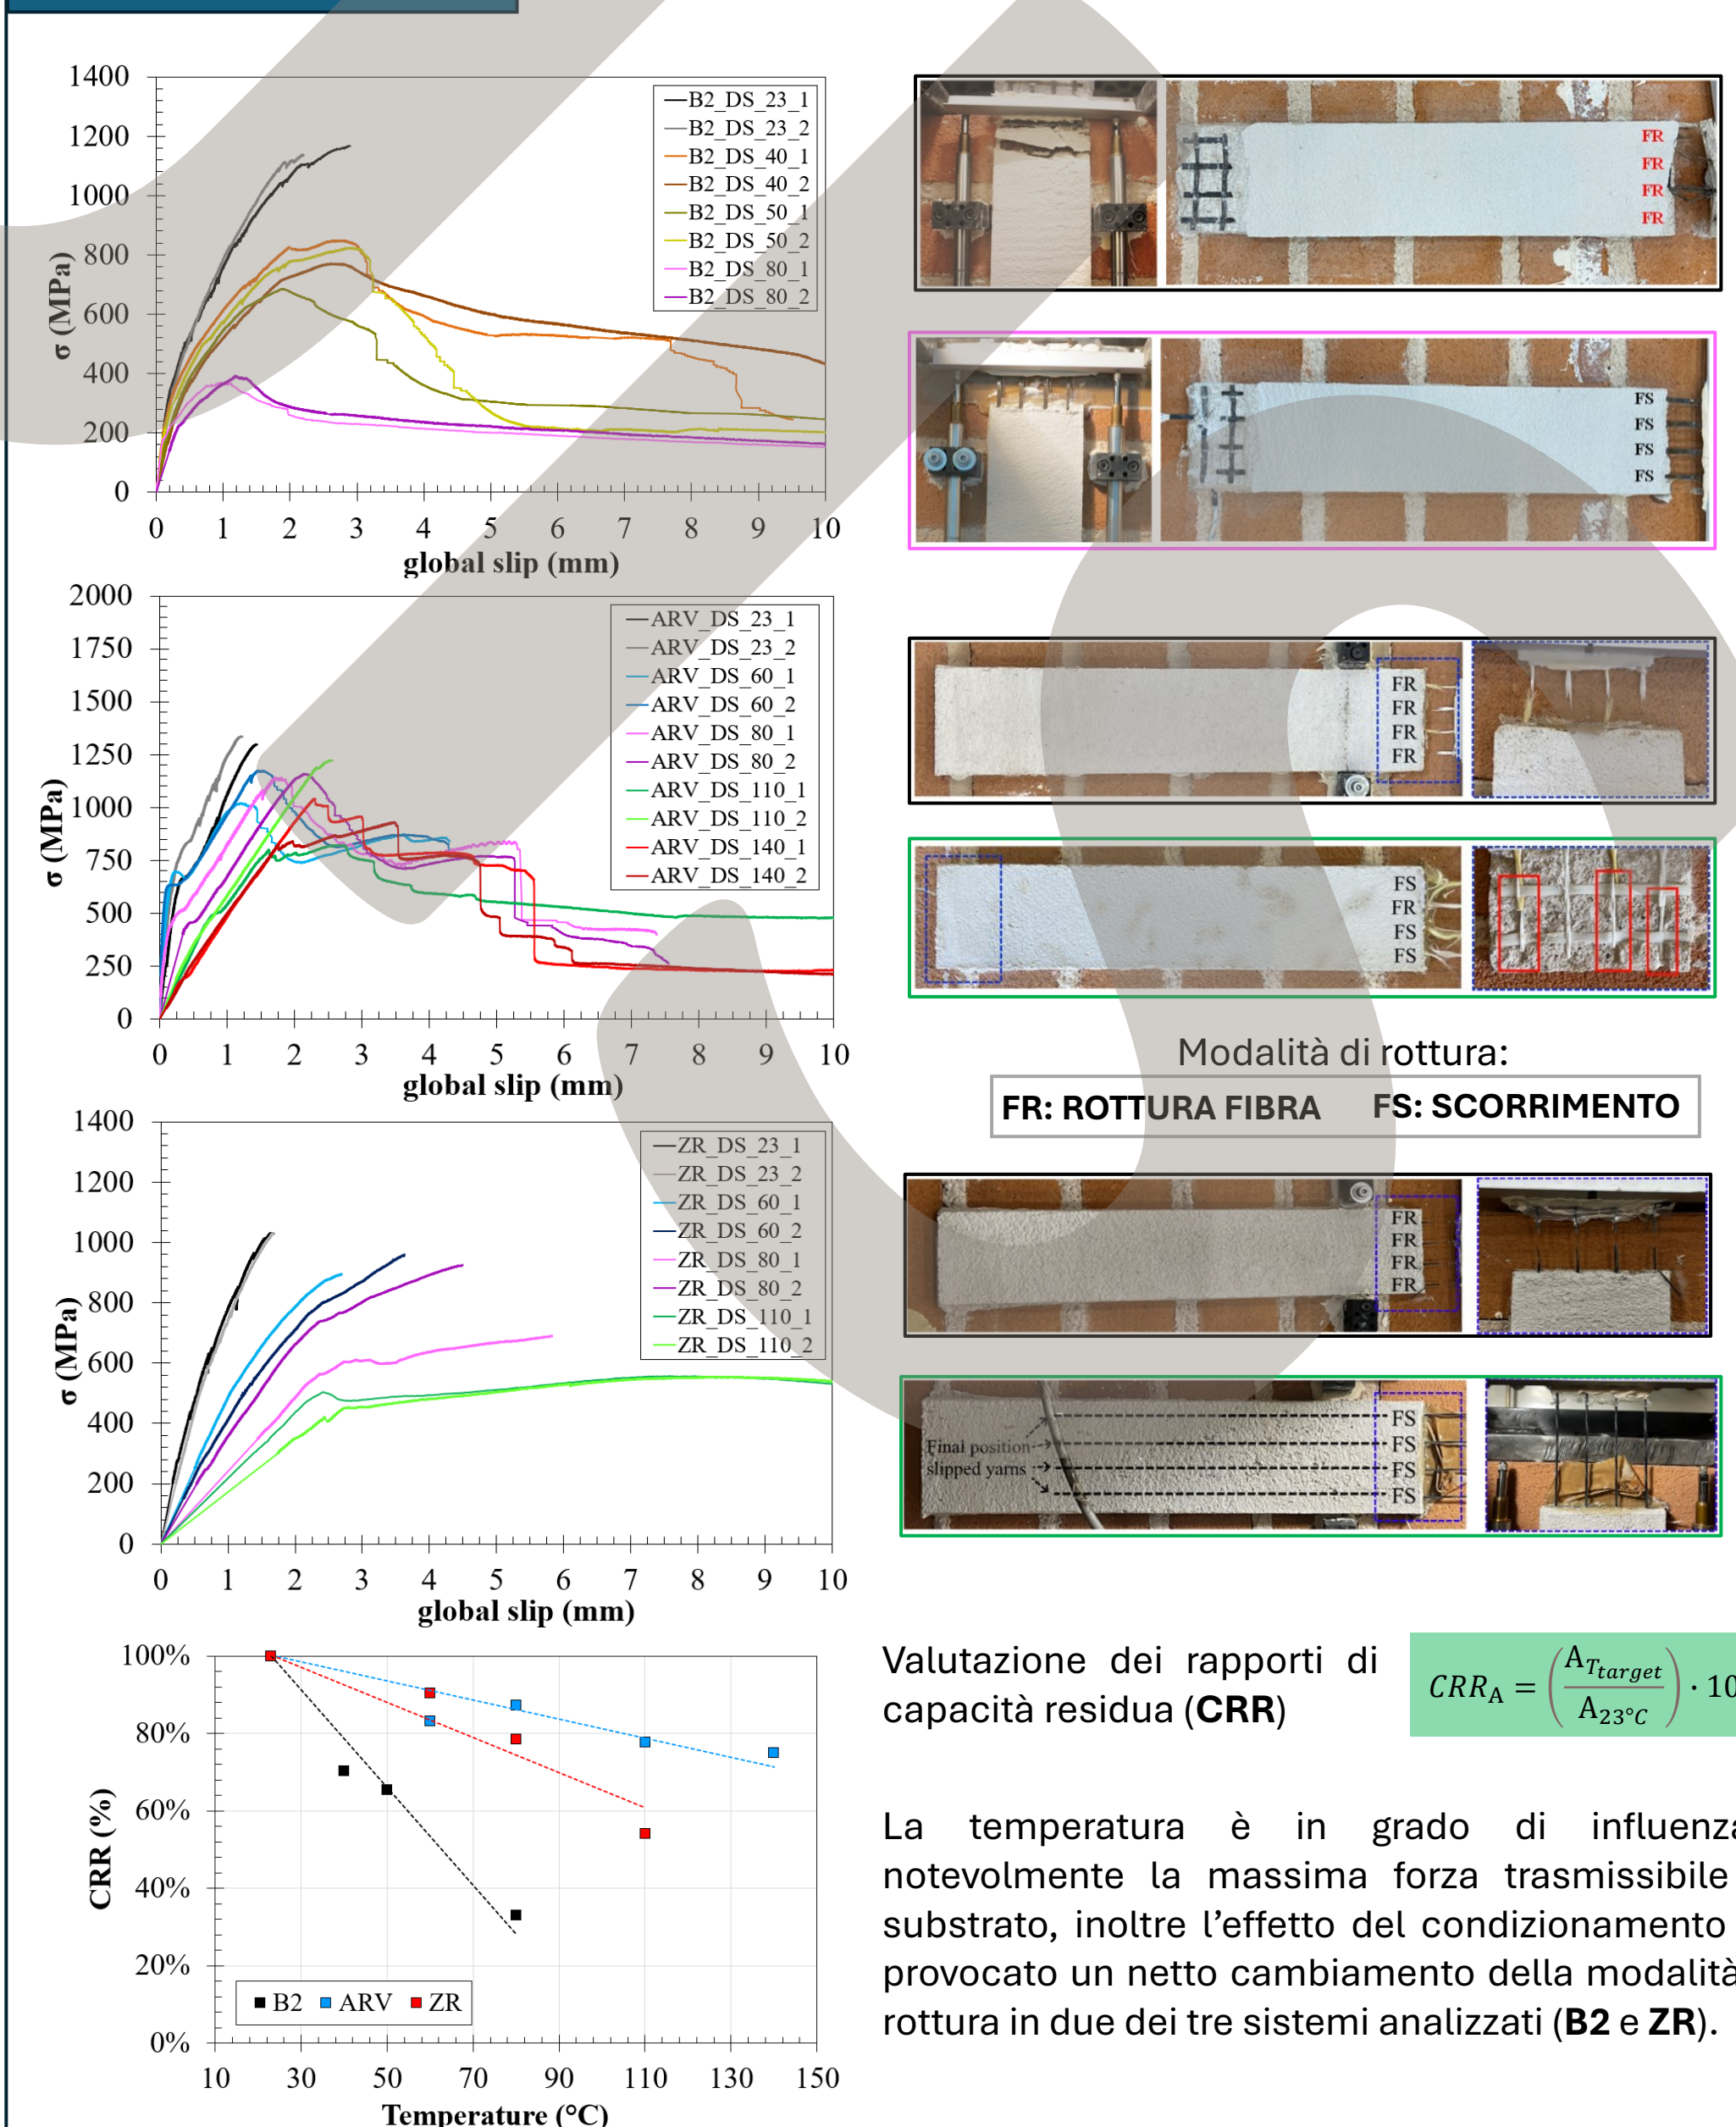 1400
1200
1000
800
600
400
200
0
σ (MPa)
B2_DS_23_1
B2_DS_23_2
B2_DS_40_1
B2_DS_40_2
B2_DS_50_1
B2_DS_50_2
B2_DS_80_1
B2_DS_80_2
0 1 2 3 4 5 6 7 8 9 10
global slip (mm)
FR
FR
FR
FR
FS
FS
FS
FS
2000
1750
1500
1250
1000
750
500
250
0
σ (MPa)
ARV_DS_23_1
ARV_DS_23_2
ARV_DS_60_1
ARV_DS_60_2
ARV_DS_80_1
ARV_DS_80_2
ARV_DS_110_1
ARV_DS_110_2
ARV_DS_140_1
ARV_DS_140_2
0 1 2 3 4 5 6 7 8 9 10
global slip (mm)
FR
FR
FR
FR
FS
FR
FS
FS
Modalità di rottura:
FR: ROTTURA FIBRA FS: SCORRIMENTO
1400
1200
1000
800
600
400
200
0
σ (MPa)
ZR_DS_23_1
ZR_DS_23_2
ZR_DS_60_1
ZR_DS_60_2
ZR_DS_80_1
ZR_DS_80_2
ZR_DS_110_1
ZR_DS_110_2
0 1 2 3 4 5 6 7 8 9 10
global slip (mm)
FR
FR
FR
FR
Final position
slipped yarns
FS
FS
FS
FS
100%
80%
60%
40%
20%
0%
CRR (%)
B2 ARV ZR
10 30 50 70 90 110 130 150
Temperature (°C)
Valutazione dei rapporti di
capacità residua (CRR)
CRR_A = (A_Ttarget / A_23°C) · 10
La temperatura è in grado di influenza
notevolmente la massima forza trasmissibile
substrato, inoltre l'effetto del condizionamento
provocato un netto cambiamento della modalità
rottura in due dei tre sistemi analizzati (B2 e ZR).